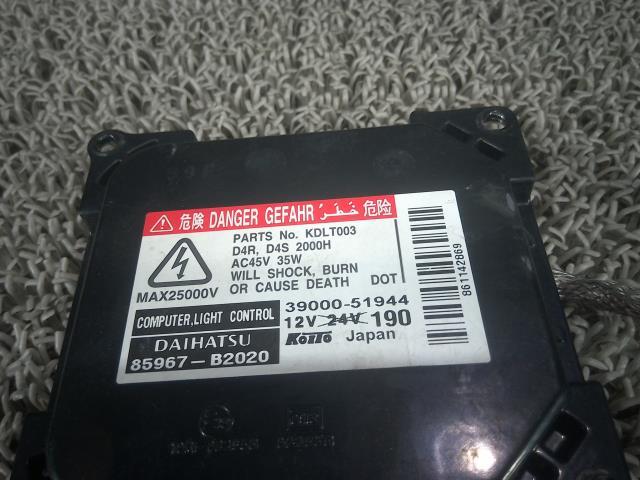 危険 DANGER GEFAHR خَطَرْ 危险
PARTS No. KDLT003
D4R, D4S 2000H
AC45V 35W
WILL SHOCK, BURN
OR CAUSE DEATH DOT
MAX25000V
861142869
COMPUTER,LIGHT CONTROL
39000-51944
DAIHATSU
12V 24V 190
85967-B2020
KOITO Japan